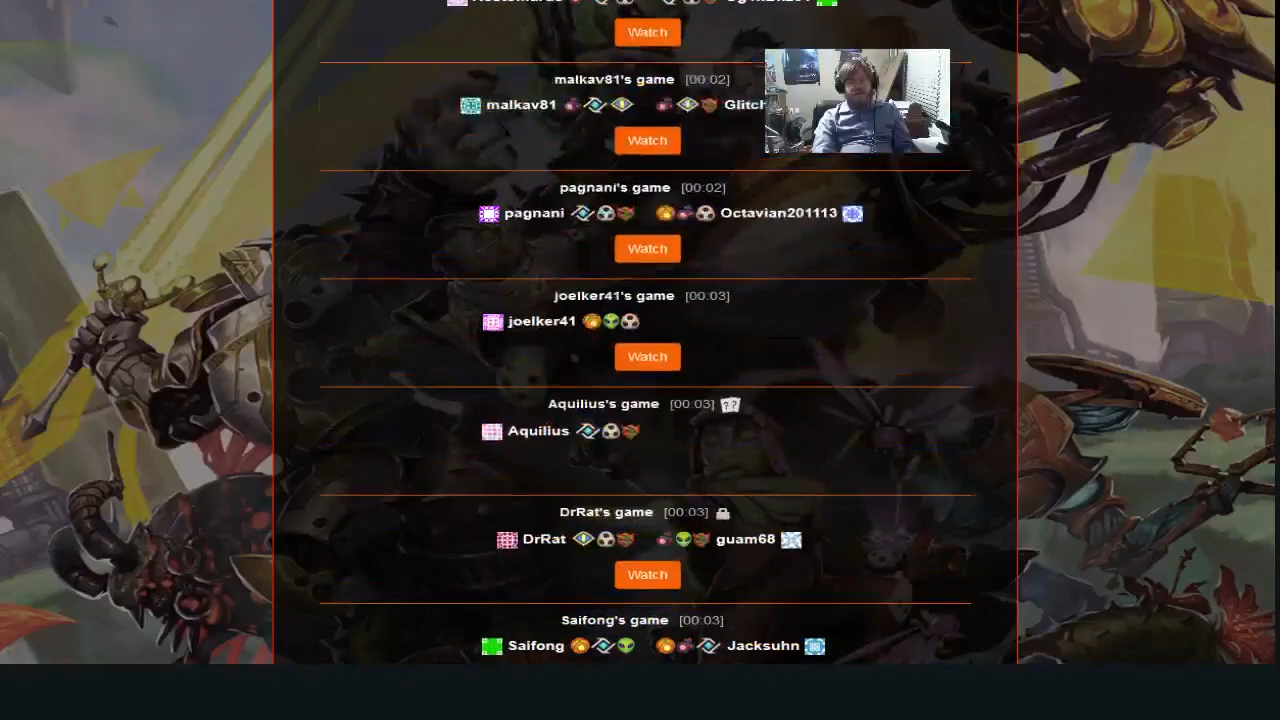 Watch
malkav81's game [00:02]
malkav81 Glitch
Watch
pagnani's game [00:02]
pagnani Octavian201113
Watch
joelker41's game [00:03]
joelker41
Watch
Aquilius's game [00:03] ??
Aquilius
DrRat's game [00:03]
DrRat guam68
Watch
Saifong's game [00:03]
Saifong Jacksuhn